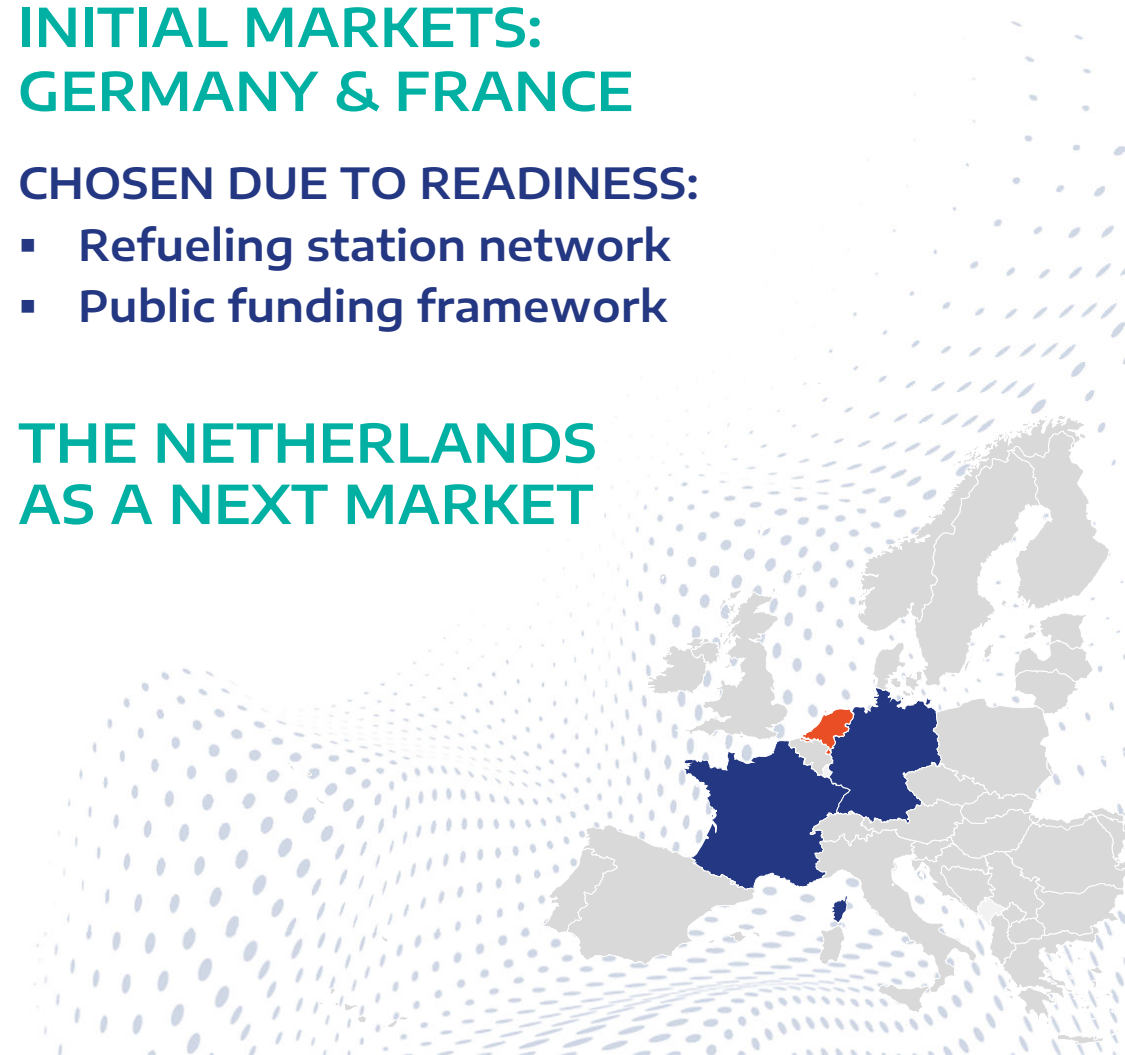 INITIAL MARKETS:
GERMANY & FRANCE
CHOSEN DUE TO READINESS:
▪ Refueling station network
▪ Public funding framework
THE NETHERLANDS
AS A NEXT MARKET